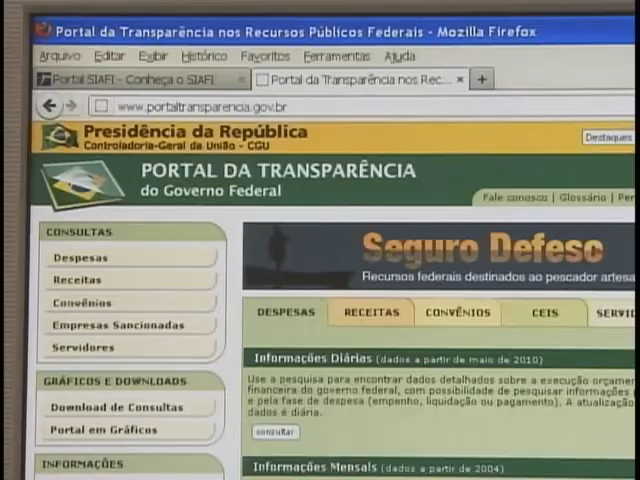 Portal da Transparência nos Recursos Públicos Federais - Mozilla Firefox
Arquivo Editar Exibir Histórico Favoritos Ferramentas Ajuda
Portal SIAFI - Conheça o SIAFI × Portal da Transparência nos Rec... × +
www.portaltransparencia.gov.br
Presidência da República
Controladoria-Geral da União - CGU
Destaques
PORTAL DA TRANSPARÊNCIA
do Governo Federal
Fale conosco | Glossário |
CONSULTAS
Despesas
Receitas
Convênios
Empresas Sancionadas
Servidores
GRÁFICOS E DOWNLOADS
Download de Consultas
Portal em Gráficos
INFORMAÇÕES
Seguro Defeso
Recursos federais destinados ao pescador artesa
DESPESAS RECEITAS CONVÊNIOS CEIS SERVI
Informações Diárias (dados a partir de maio de 2010)
Use a pesquisa para encontrar dados detalhados sobre a execução orçame
financeira do governo federal, com possibilidade de pesquisar informações
e pela fase de despesa (empenho, liquidação ou pagamento). A atualização
dados é diária.
consultar
Informações Mensais (dados a partir de 2004)